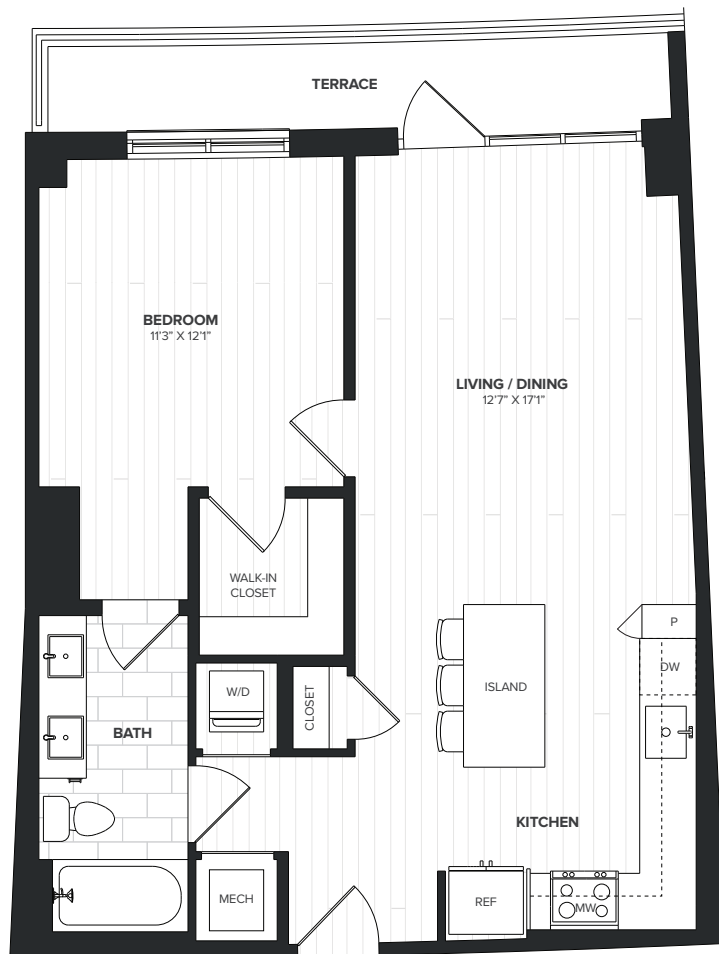 TERRACE
BEDROOM
11'3" X 12'1"
LIVING / DINING
12'7" X 17'1"
WALK-IN
CLOSET
P
DW
W/D
CLOSET
ISLAND
BATH
KITCHEN
MECH
REF
MW